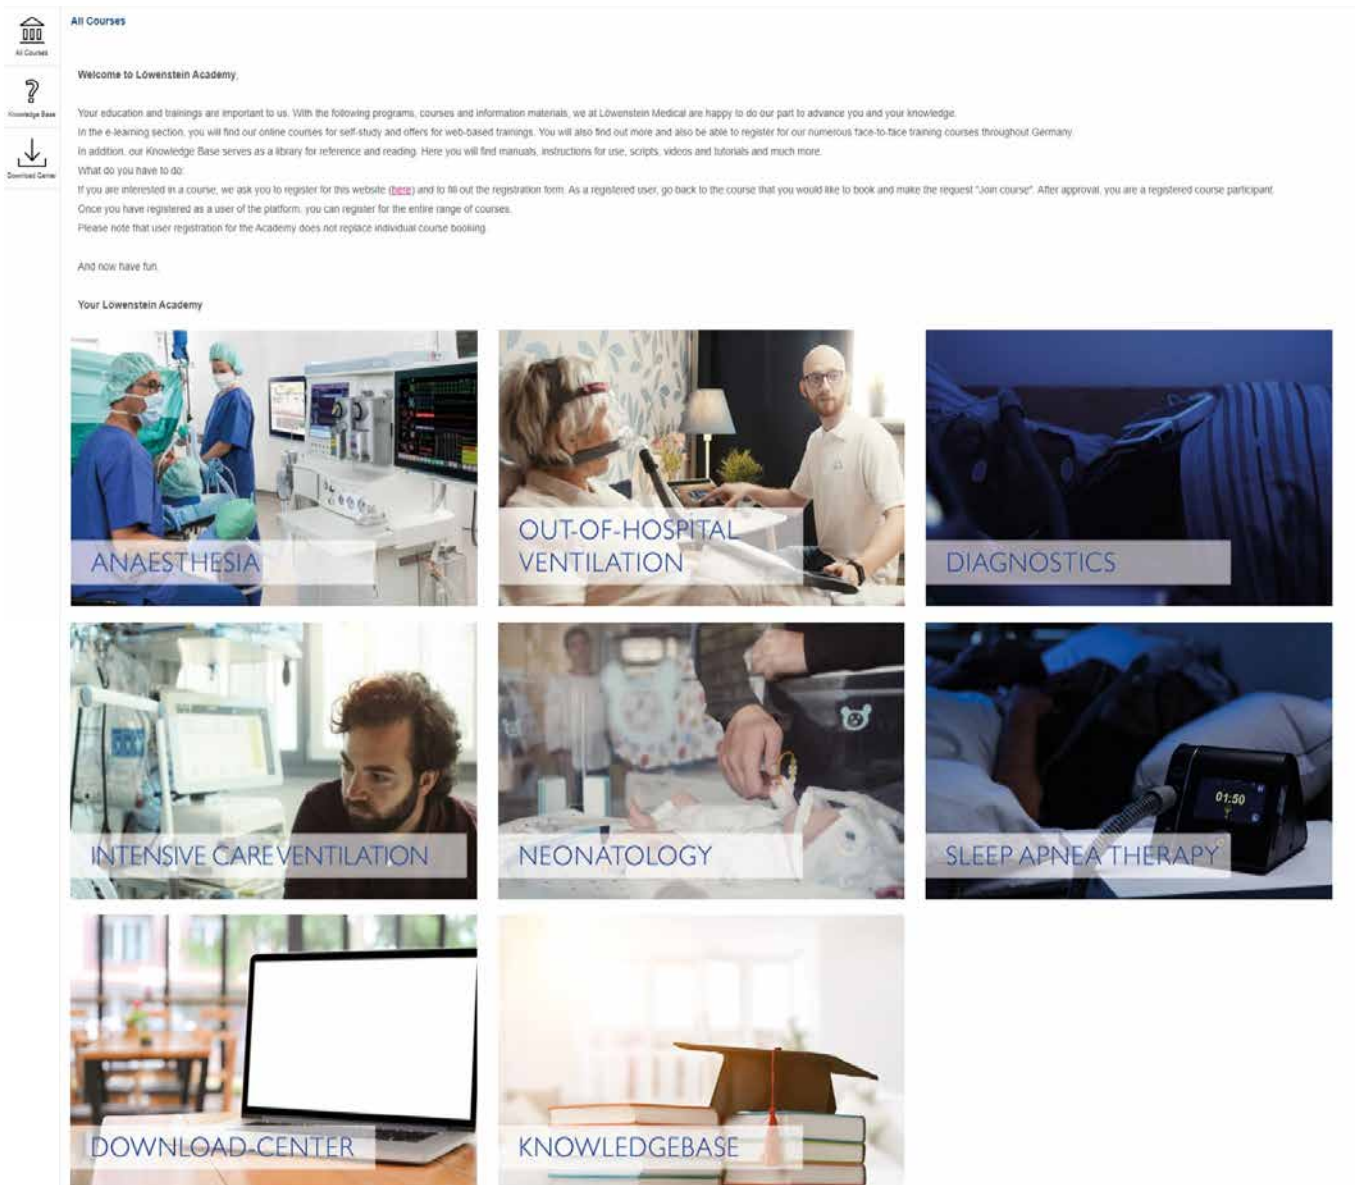 All Courses
All Courses
Knowledge Base
Download Center
Welcome to Löwenstein Academy,
Your education and trainings are important to us. With the following programs, courses and information materials, we at Löwenstein Medical are happy to do our part to advance you and your knowledge.
In the e-learning section, you will find our online courses for self-study and offers for web-based trainings. You will also find out more and also be able to register for our numerous face-to-face training courses throughout Germany.
In addition, our Knowledge Base serves as a library for reference and reading. Here you will find manuals, instructions for use, scripts, videos and tutorials and much more.
What do you have to do:
If you are interested in a course, we ask you to register for this website (here) and to fill out the registration form. As a registered user, go back to the course that you would like to book and make the request "Join course". After approval, you are a registered course participant.
Once you have registered as a user of the platform, you can register for the entire range of courses.
Please note that user registration for the Academy does not replace individual course booking.
And now have fun.
Your Löwenstein Academy
ANAESTHESIA
OUT-OF-HOSPITAL
VENTILATION
DIAGNOSTICS
INTENSIVE CARE VENTILATION
NEONATOLOGY
01:50
SLEEP APNEA THERAPY
DOWNLOAD-CENTER
KNOWLEDGEBASE